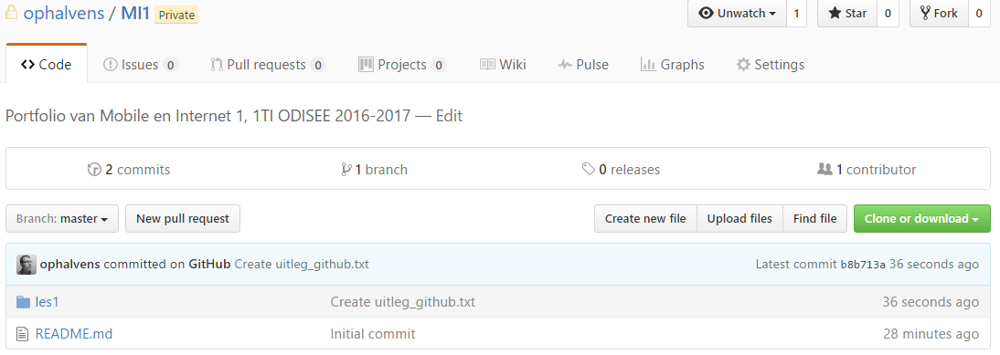 ophalvens / MI1 Private Unwatch 1 Star 0 Fork 0
Code Issues 0 Pull requests 0 Projects 0 Wiki Pulse Graphs Settings
Portfolio van Mobile en Internet 1, 1TI ODISEE 2016-2017 — Edit
2 commits 1 branch 0 releases 1 contributor
Branch: master New pull request Create new file Upload files Find file Clone or download
ophalvens committed on GitHub Create uitleg_github.txt Latest commit b8b713a 36 seconds ago
les1 Create uitleg_github.txt 36 seconds ago
README.md Initial commit 28 minutes ago